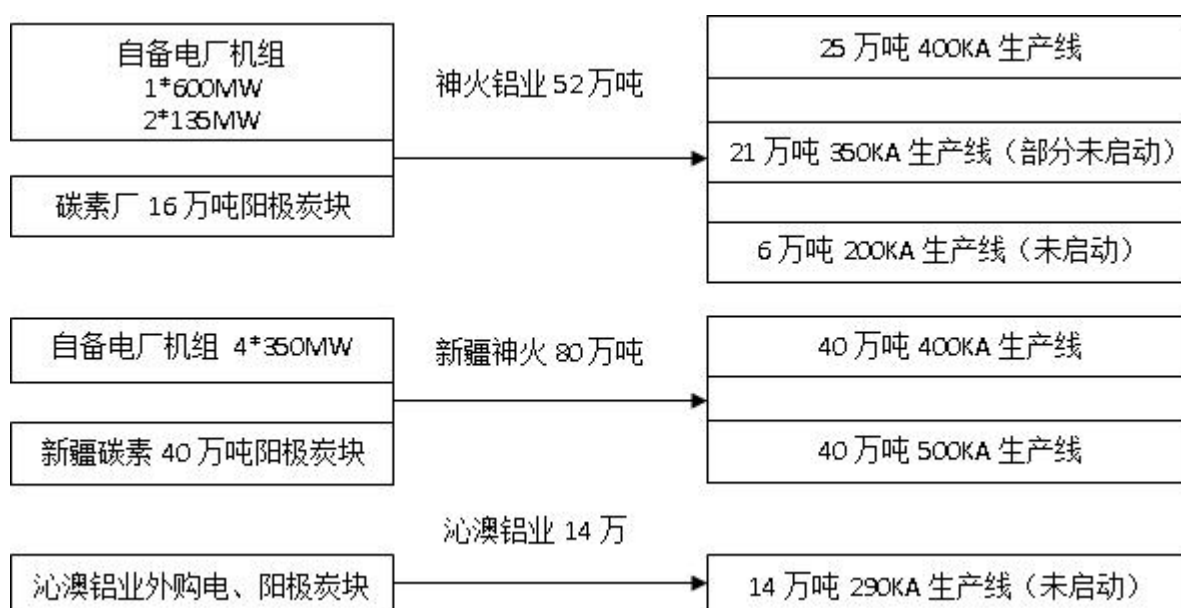 自备电厂机组
1*600MW
2*135MW
碳素厂 16 万吨阳极炭块
神火铝业 52 万吨
25 万吨 400KA 生产线
21 万吨 350KA 生产线（部分未启动）
6 万吨 200KA 生产线（未启动）
自备电厂机组 4*350MW
新疆碳素 40 万吨阳极炭块
新疆神火 80 万吨
40 万吨 400KA 生产线
40 万吨 500KA 生产线
沁澳铝业外购电、阳极炭块
沁澳铝业 14 万
14 万吨 290KA 生产线（未启动）